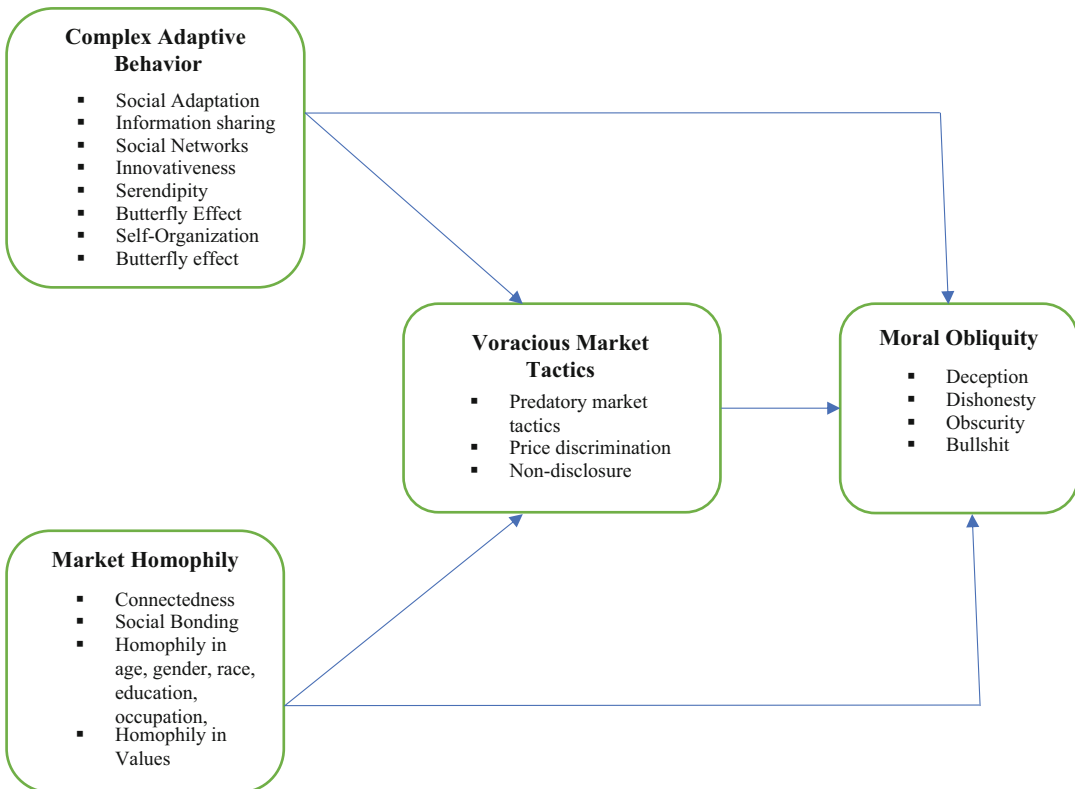 Complex Adaptive
Behavior
▪ Social Adaptation
▪ Information sharing
▪ Social Networks
▪ Innovativeness
▪ Serendipity
▪ Butterfly Effect
▪ Self-Organization
▪ Butterfly effect
Voracious Market
Tactics
▪ Predatory market
tactics
▪ Price discrimination
▪ Non-disclosure
Moral Obliquity
▪ Deception
▪ Dishonesty
▪ Obscurity
▪ Bullshit
Market Homophily
▪ Connectedness
▪ Social Bonding
▪ Homophily in
age, gender, race,
education,
occupation,
▪ Homophily in
Values